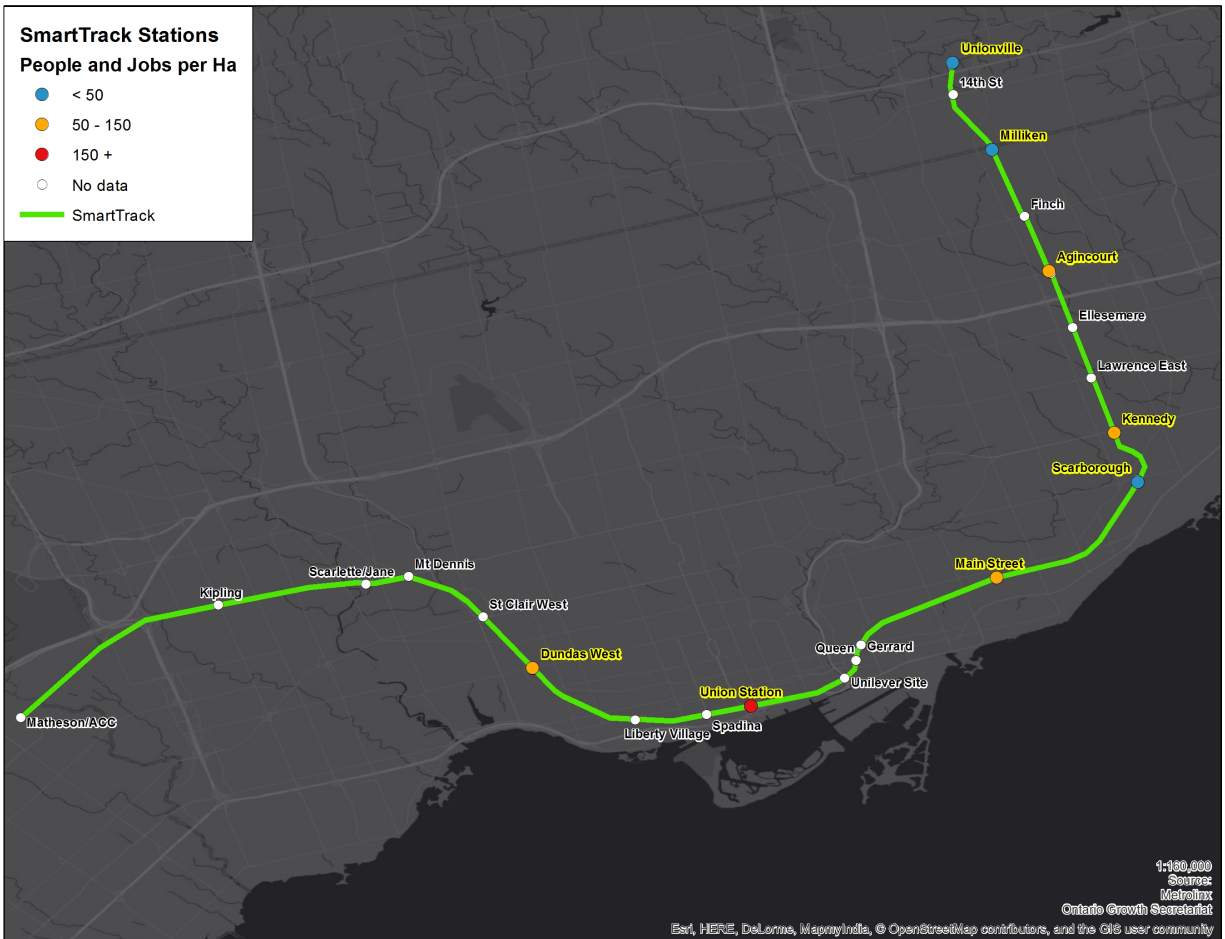 SmartTrack Stations
People and Jobs per Ha
< 50
50 - 150
150 +
No data
SmartTrack
Unionville
14th St
Milliken
Finch
Agincourt
Ellesemere
Lawrence East
Kennedy
Scarborough
Main Street
Mt Dennis
Scarlette/Jane
Kipling
St Clair West
Queen
Gerrard
Dundas West
Unilever Site
Union Station
Matheson/ACC
Spadina
Liberty Village
1:160,000
Source:
Metrolinx
Ontario Growth Secretariat
Esri, HERE, DeLorme, MapmyIndia, © OpenStreetMap contributors, and the GIS user community